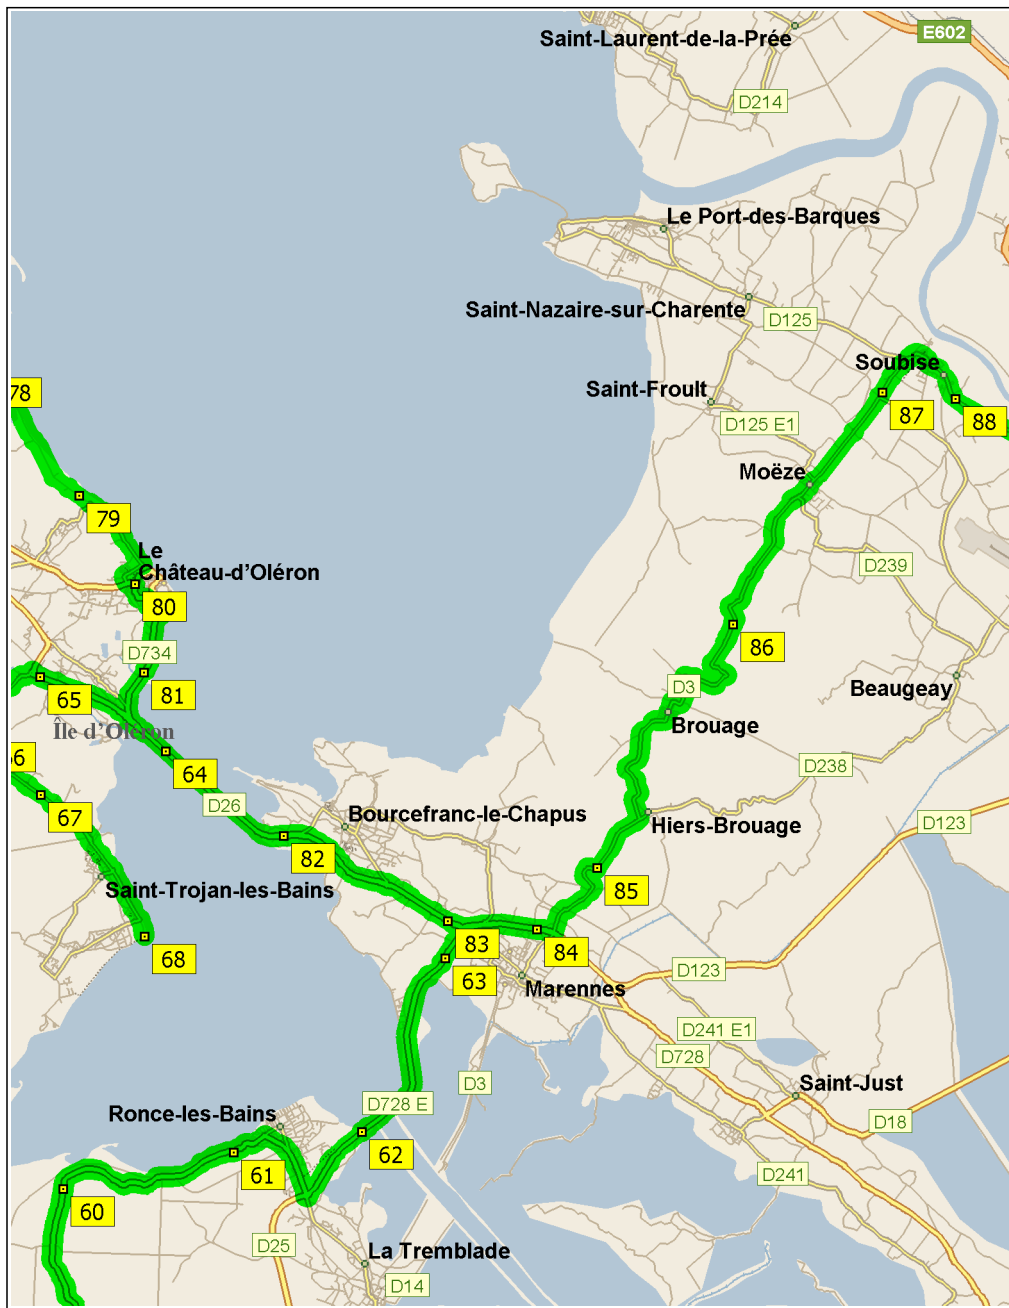 E602
Saint-Laurent-de-la-Prée
D214
Le Port-des-Barques
Saint-Nazaire-sur-Charente
D125
Soubise
78
Saint-Froult
87
88
D125 E1
Moëze
79
Le
Château-d'Oléron
D239
80
86
D734
81
65
D3
Beaugeay
Brouage
Île d'Oléron
66
64
D238
67
D26
Bourcefranc-le-Chapus
Hiers-Brouage
D123
82
85
Saint-Trojan-les-Bains
83
84
68
63
D123
Marennes
D241 E1
D728
D3
Saint-Just
D728 E
Ronce-les-Bains
D18
62
61
D241
60
D25
La Tremblade
D14